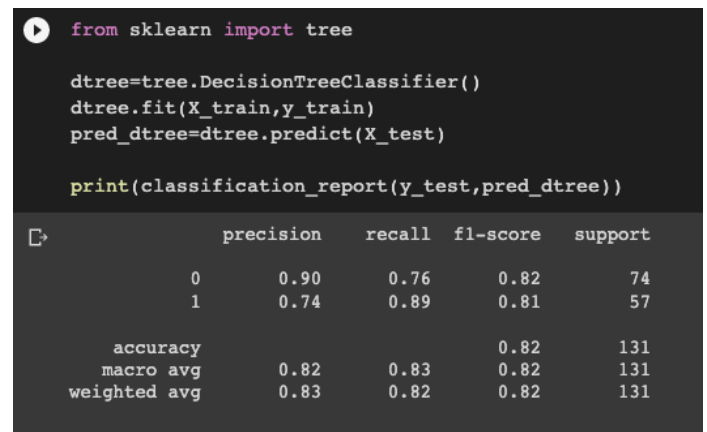 from sklearn import tree
dtree=tree.DecisionTreeClassifier()
dtree.fit(X_train,y_train)
pred_dtree=dtree.predict(X_test)
print(classification_report(y_test,pred_dtree))
precision recall f1-score support
0 0.90 0.76 0.82 74
1 0.74 0.89 0.81 57
accuracy 0.82 131
macro avg 0.82 0.83 0.82 131
weighted avg 0.83 0.82 0.82 131